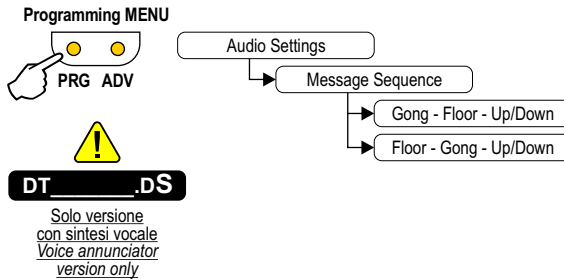 Programming MENU
PRG ADV
Audio Settings
Message Sequence
Gong - Floor - Up/Down
Floor - Gong - Up/Down
!
DT_______.DS
Solo versione
con sintesi vocale
Voice annunciator
version only